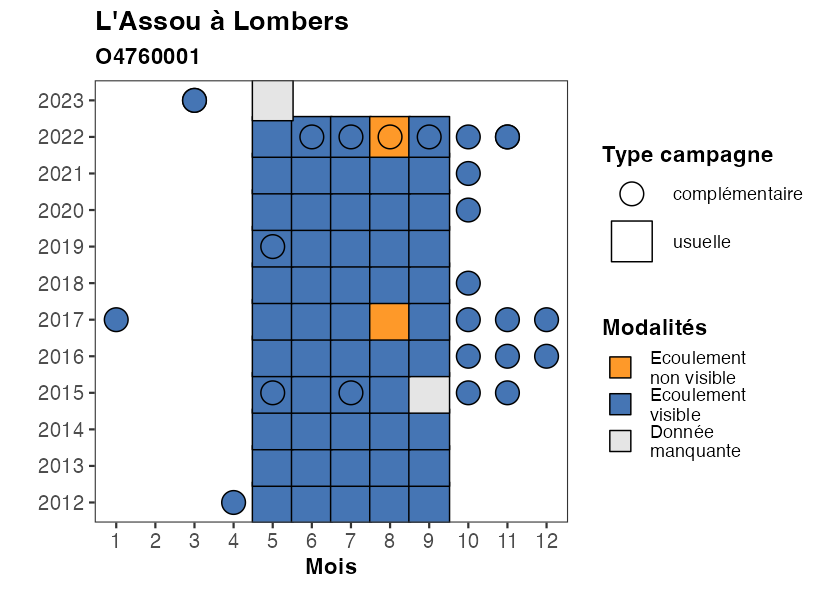 L'Assou à Lombers
O4760001
2023
2022
2021
2020
2019
2018
2017
2016
2015
2014
2013
2012
1 2 3 4 5 6 7 8 9 10 11 12
Mois
Type campagne
complémentaire
usuelle
Modalités
Ecoulement
non visible
Ecoulement
visible
Donnée
manquante